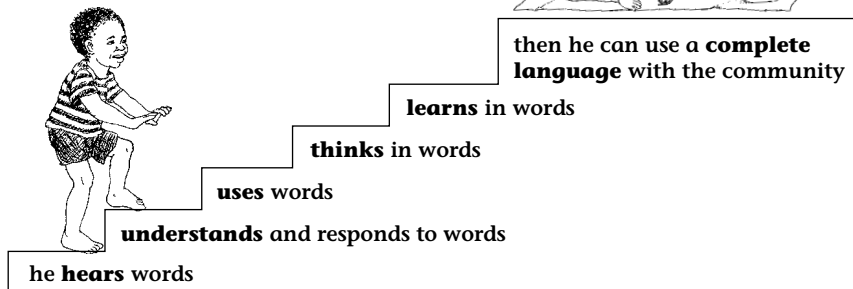 then he can use a complete
language with the community
learns in words
thinks in words
uses words
understands and responds to words
he hears words